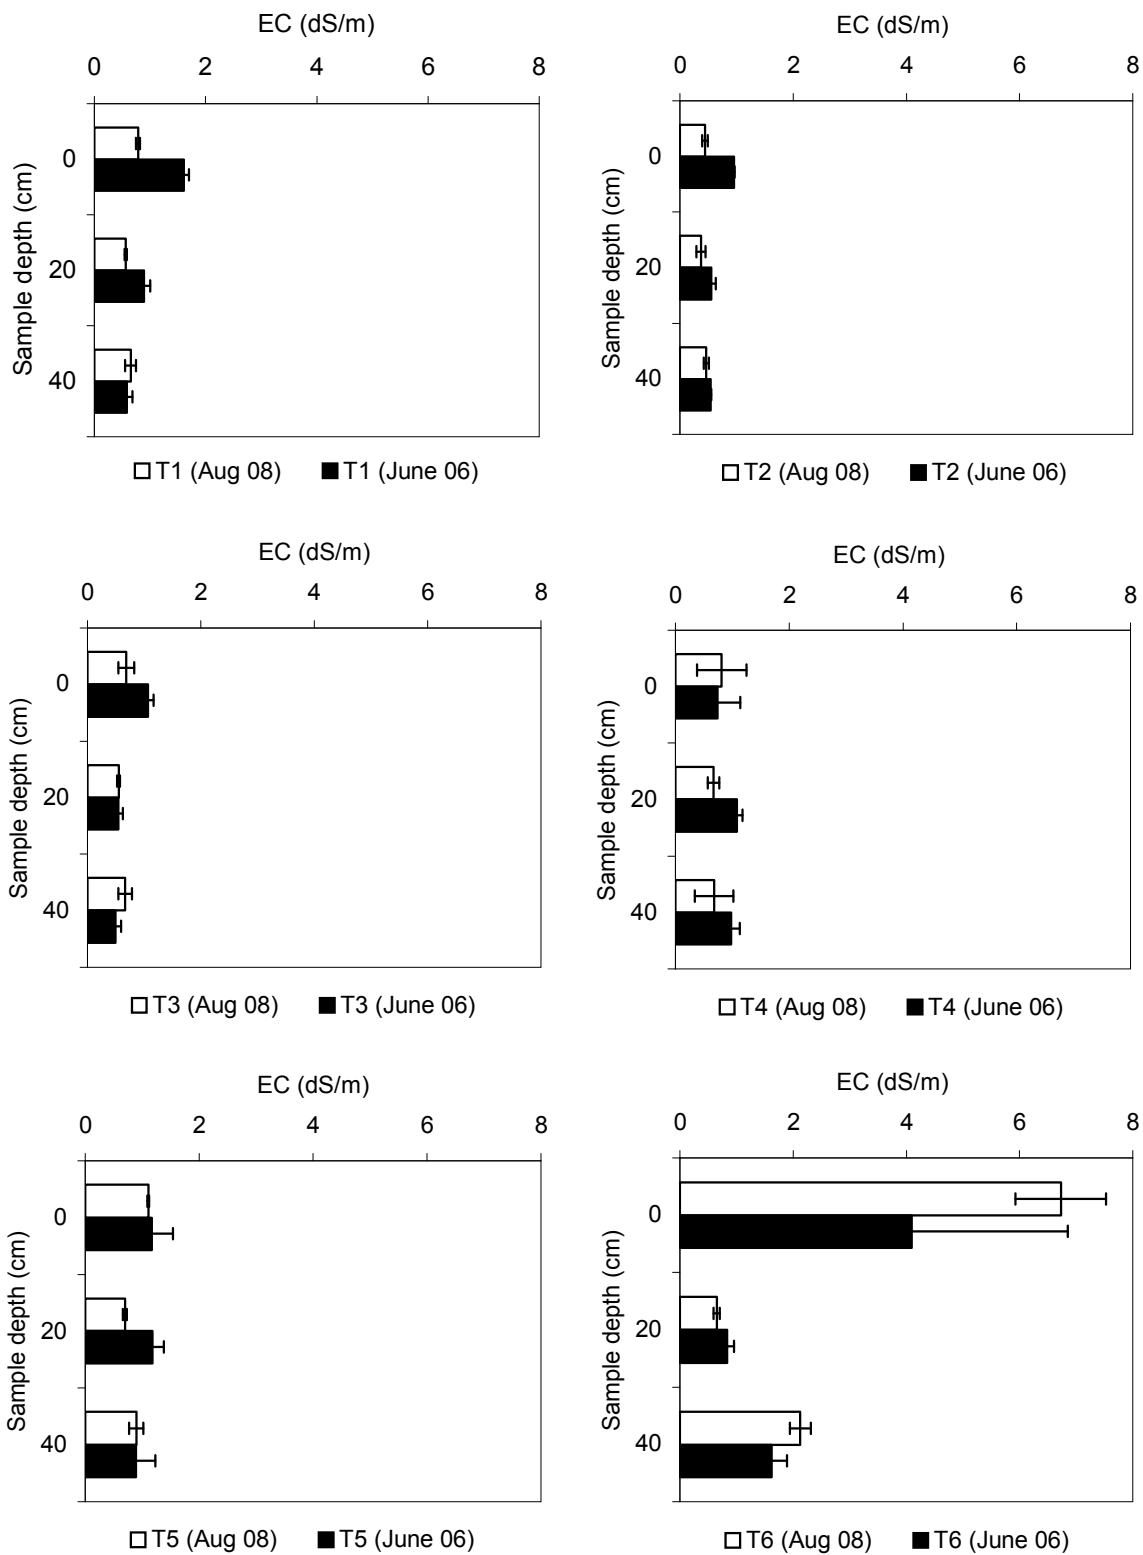 EC (dS/m)
0 2 4 6 8
Sample depth (cm)
0
20
40
T1 (Aug 08) T1 (June 06)
EC (dS/m)
0 2 4 6 8
Sample depth (cm)
0
20
40
T2 (Aug 08) T2 (June 06)
EC (dS/m)
0 2 4 6 8
Sample depth (cm)
0
20
40
T3 (Aug 08) T3 (June 06)
EC (dS/m)
0 2 4 6 8
Sample depth (cm)
0
20
40
T4 (Aug 08) T4 (June 06)
EC (dS/m)
0 2 4 6 8
Sample depth (cm)
0
20
40
T5 (Aug 08) T5 (June 06)
EC (dS/m)
0 2 4 6 8
Sample depth (cm)
0
20
40
T6 (Aug 08) T6 (June 06)